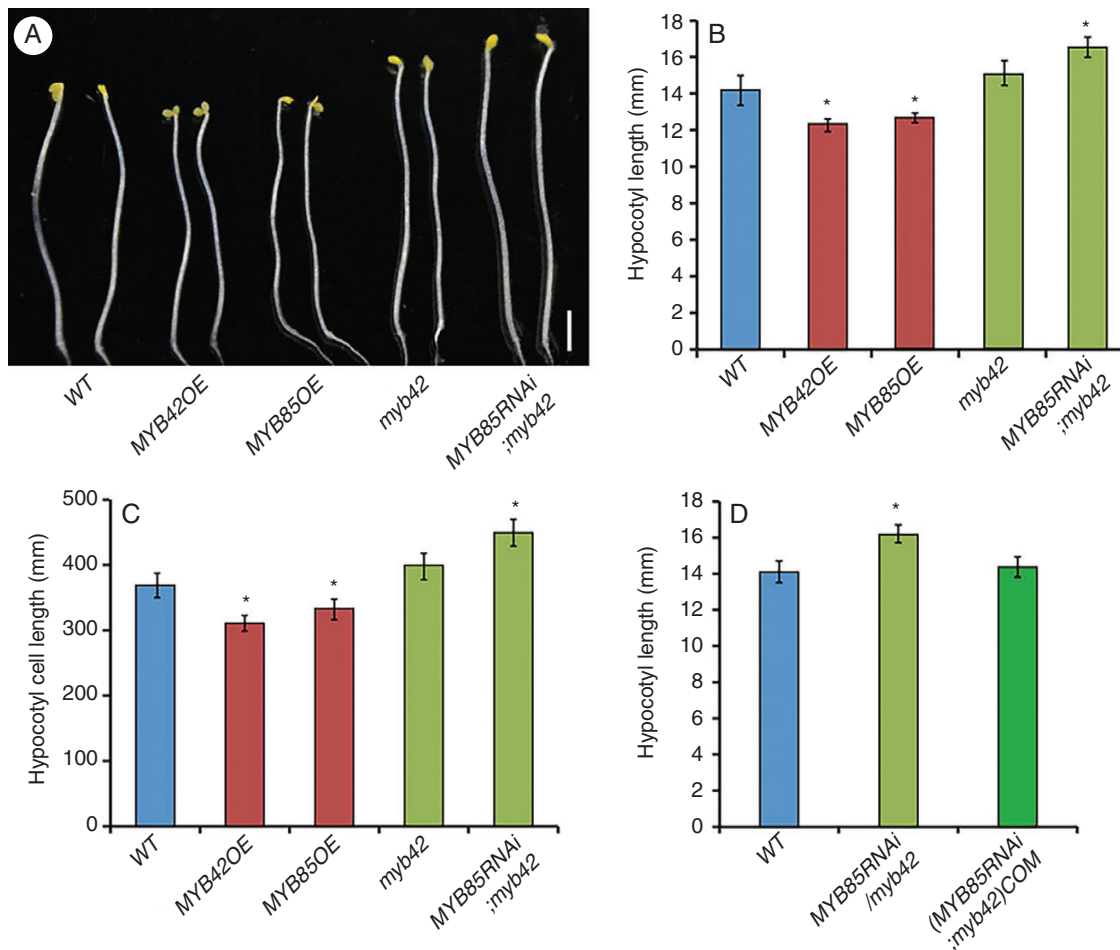 A
WT
MYB42OE
MYB85OE
myb42
MYB85RNAi
;myb42
B
Hypocotyl length (mm)
18
16
14
12
10
8
6
4
2
0
*
*
*
WT
MYB42OE
MYB85OE
myb42
MYB85RNAi
;myb42
C
Hypocotyl cell length (mm)
500
400
300
200
100
0
*
*
*
WT
MYB42OE
MYB85OE
myb42
MYB85RNAi
;myb42
D
Hypocotyl length (mm)
18
16
14
12
10
8
6
4
2
0
*
WT
MYB85RNAi
/myb42
(MYB85RNAi
;myb42)COM